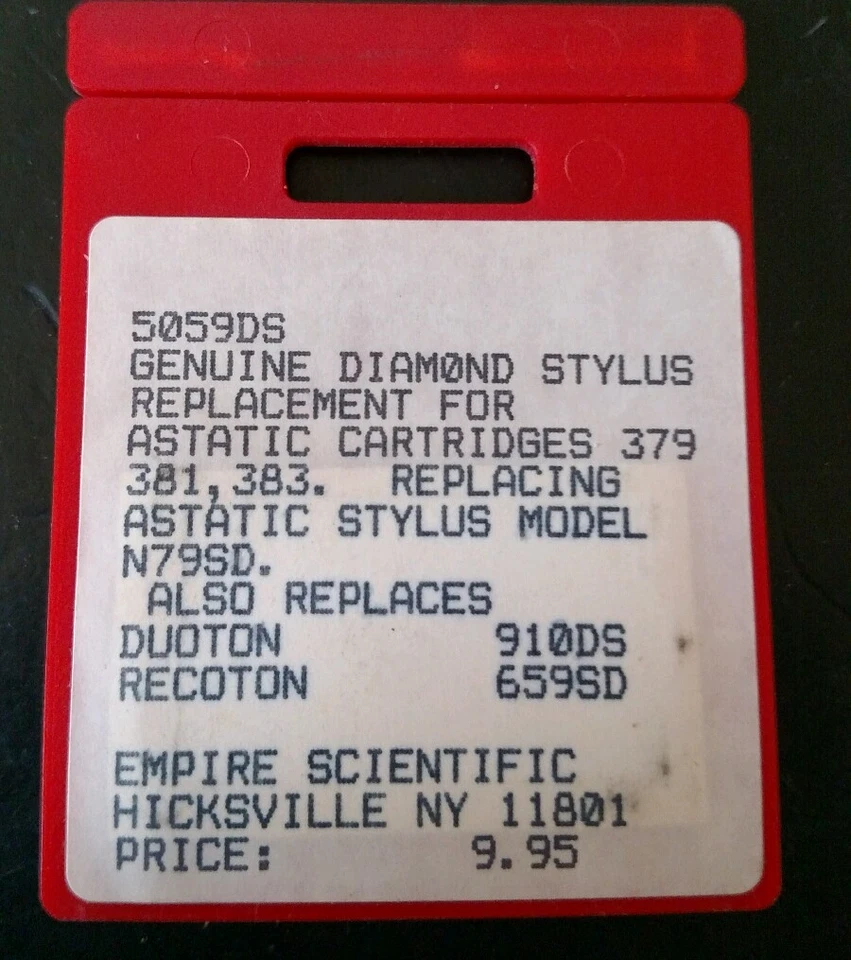 5059DS
GENUINE DIAMOND STYLUS
REPLACEMENT FOR
ASTATIC CARTRIDGES 379
381,383. REPLACING
ASTATIC STYLUS MODEL
N79SD.
ALSO REPLACES
DUOTON 910DS
RECOTON 659SD
EMPIRE SCIENTIFIC
HICKSVILLE NY 11801
PRICE: 9.95